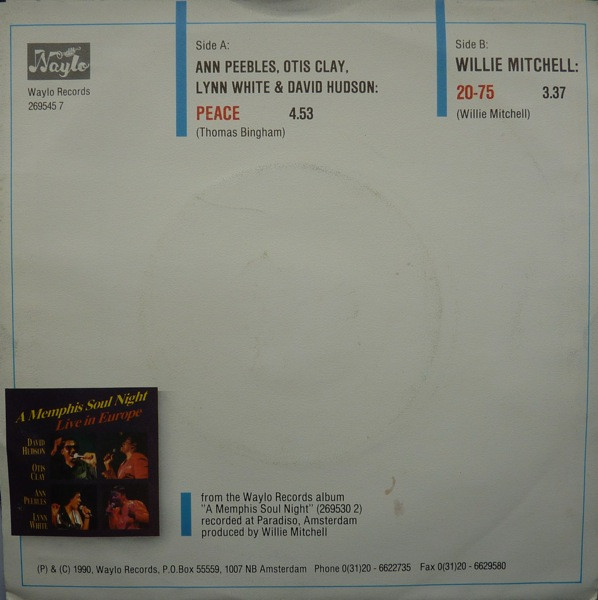 Waylo
Waylo Records
269545 7
Side A:
ANN PEEBLES, OTIS CLAY,
LYNN WHITE & DAVID HUDSON:
PEACE 4.53
(Thomas Bingham)
Side B:
WILLIE MITCHELL:
20-75 3.37
(Willie Mitchell)
A Memphis Soul Night
Live in Europe
DAVID
HUDSON
OTIS
CLAY
ANN
PEEBLES
LYNN
WHITE
from the Waylo Records album
"A Memphis Soul Night" (269530 2)
recorded at Paradiso, Amsterdam
produced by Willie Mitchell
(P) & (C) 1990, Waylo Records, P.O.Box 55559, 1007 NB Amsterdam Phone 0(31)20 - 6622735 Fax 0(31)20 - 6629580